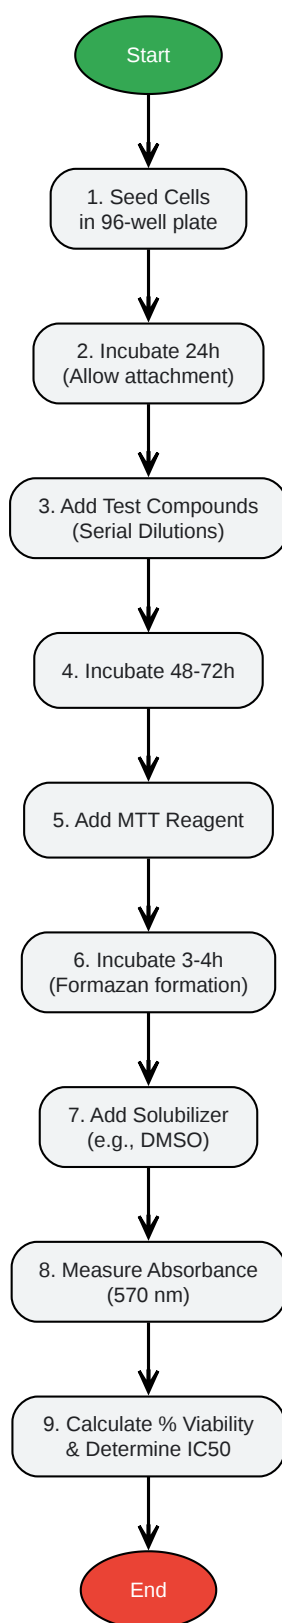 Start
1. Seed Cells
in 96-well plate
2. Incubate 24h
(Allow attachment)
3. Add Test Compounds
(Serial Dilutions)
4. Incubate 48-72h
5. Add MTT Reagent
6. Incubate 3-4h
(Formazan formation)
7. Add Solubilizer
(e.g., DMSO)
8. Measure Absorbance
(570 nm)
9. Calculate % Viability
& Determine IC50
End